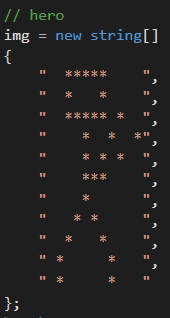 // hero
img = new string[]
{
    "  *****    ",
    "  *   *    ",
    "  ***** *  ",
    "    *  *  *",
    "    * * *  ",
    "    ***    ",
    "    *      ",
    "   * *     ",
    "  *   *    ",
    " *     *   ",
    " *     *   "
};